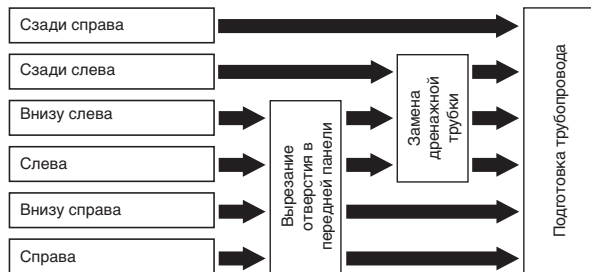 Сзади справа
Сзади слева
Внизу слева
Слева
Внизу справа
Справа
Вырезание
отверстия в
передней панели
Замена
дренажной
трубки
Подготовка трубопровода